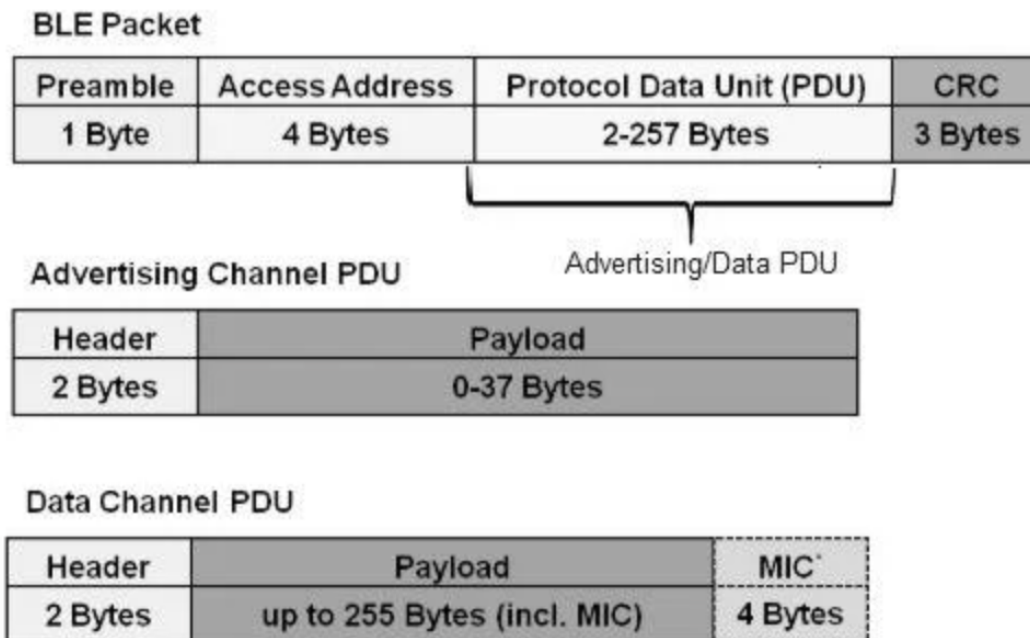 BLE Packet
Preamble Access Address Protocol Data Unit (PDU) CRC
1 Byte 4 Bytes 2-257 Bytes 3 Bytes
Advertising/Data PDU
Advertising Channel PDU
Header Payload
2 Bytes 0-37 Bytes
Data Channel PDU
Header Payload MIC*
2 Bytes up to 255 Bytes (incl. MIC) 4 Bytes